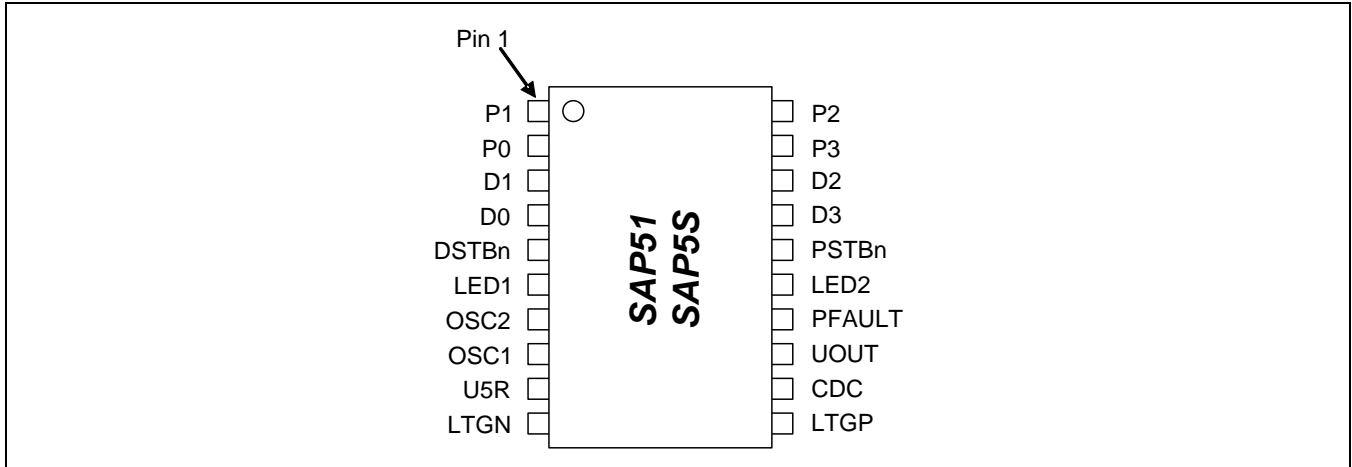 Pin 1
P1
P0
D1
D0
DSTBn
LED1
OSC2
OSC1
U5R
LTGN
SAP51
SAP5S
P2
P3
D2
D3
PSTBn
LED2
PFAULT
UOUT
CDC
LTGP